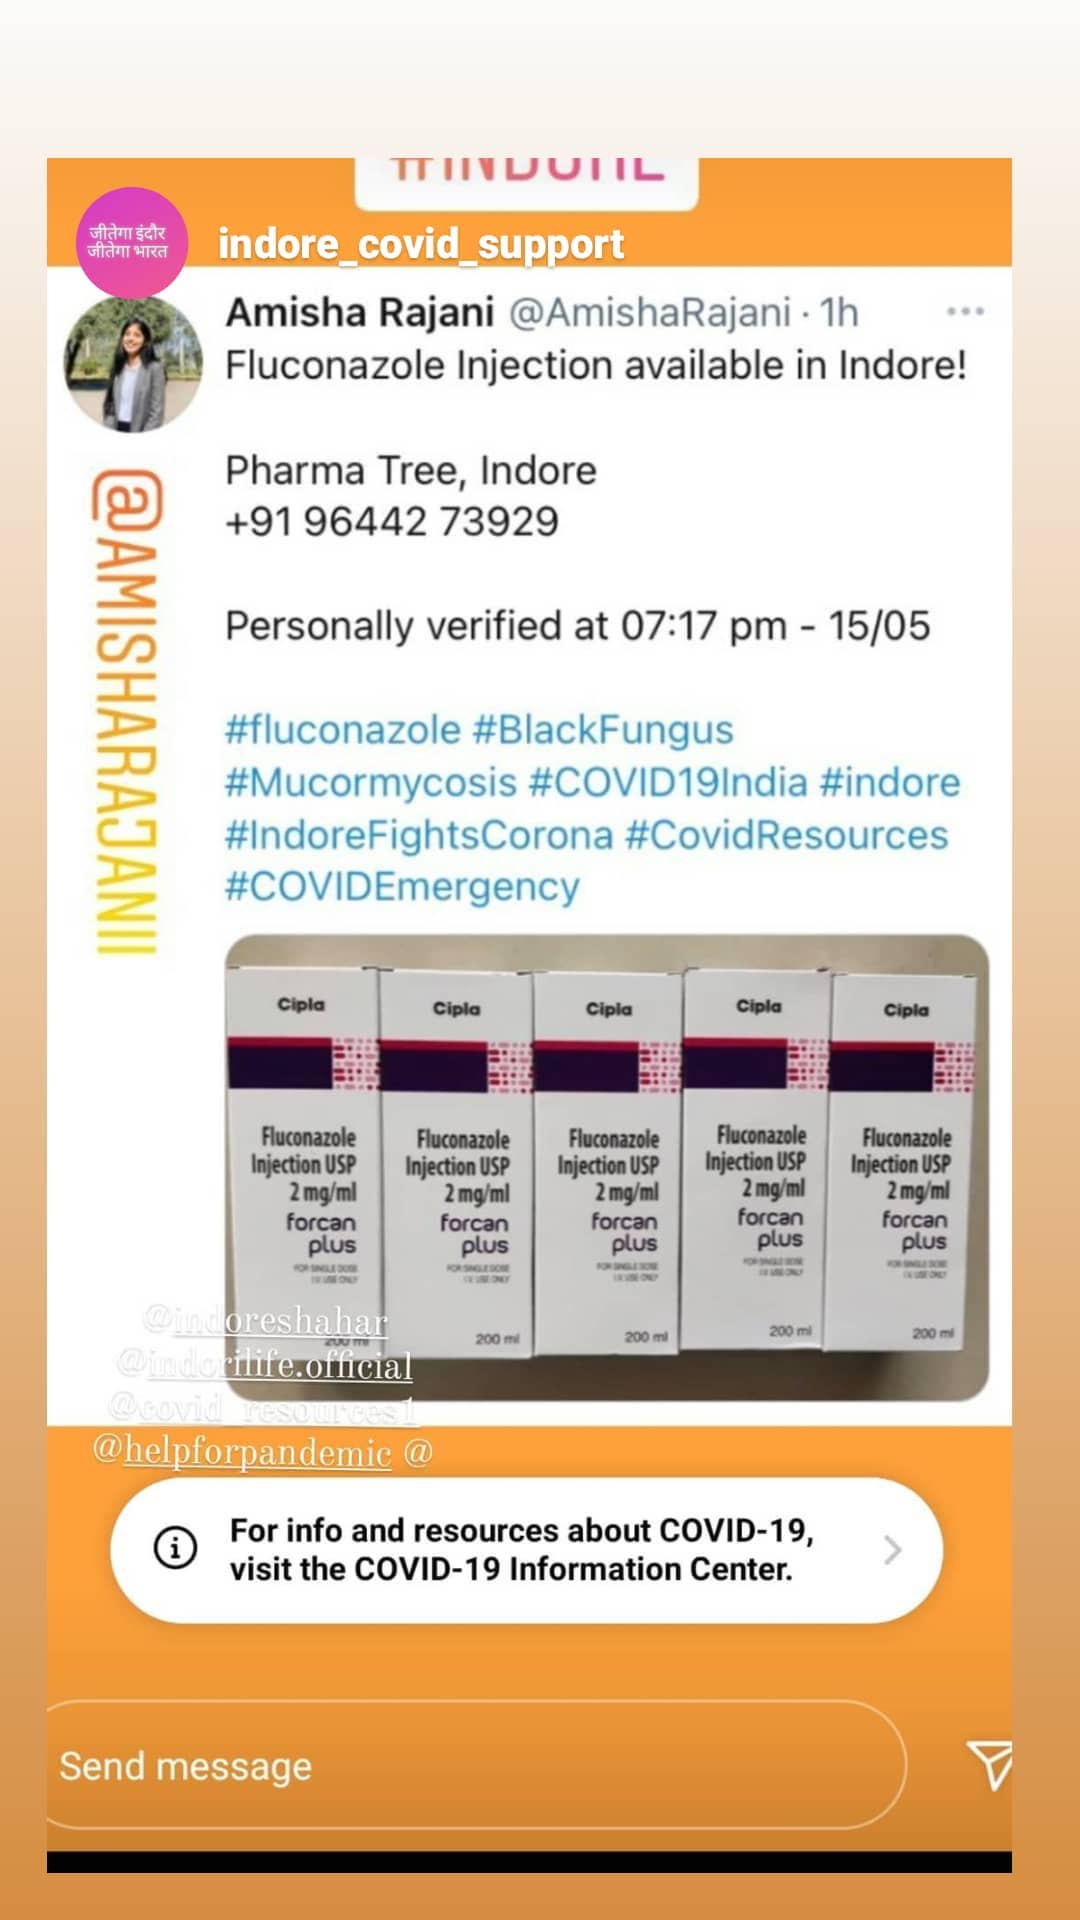 #INDORE
जीतेगा इंदौर
जीतेगा भारत
indore_covid_support
Amisha Rajani @AmishaRajani · 1h
Fluconazole Injection available in Indore!
Pharma Tree, Indore
+91 96442 73929
Personally verified at 07:17 pm - 15/05
@AMISHARAJANII
#fluconazole #BlackFungus
#Mucormycosis #COVID19India #indore
#IndoreFightsCorona #CovidResources
#COVIDEmergency
Cipla Cipla Cipla Cipla Cipla
Fluconazole Fluconazole Fluconazole Fluconazole Fluconazole
Injection USP Injection USP Injection USP Injection USP Injection USP
2 mg/ml 2 mg/ml 2 mg/ml 2 mg/ml 2 mg/ml
forcan forcan forcan forcan forcan
plus plus plus plus plus
FOR SINGLE DOSE FOR SINGLE DOSE FOR SINGLE DOSE FOR SINGLE DOSE FOR SINGLE DOSE
I.V. USE ONLY I.V. USE ONLY I.V. USE ONLY I.V. USE ONLY I.V. USE ONLY
200 ml 200 ml 200 ml 200 ml 200 ml
@indoreshahar
@indorilife.official
@covid_resources1
@helpforpandemic @
For info and resources about COVID-19,
visit the COVID-19 Information Center.
Send message